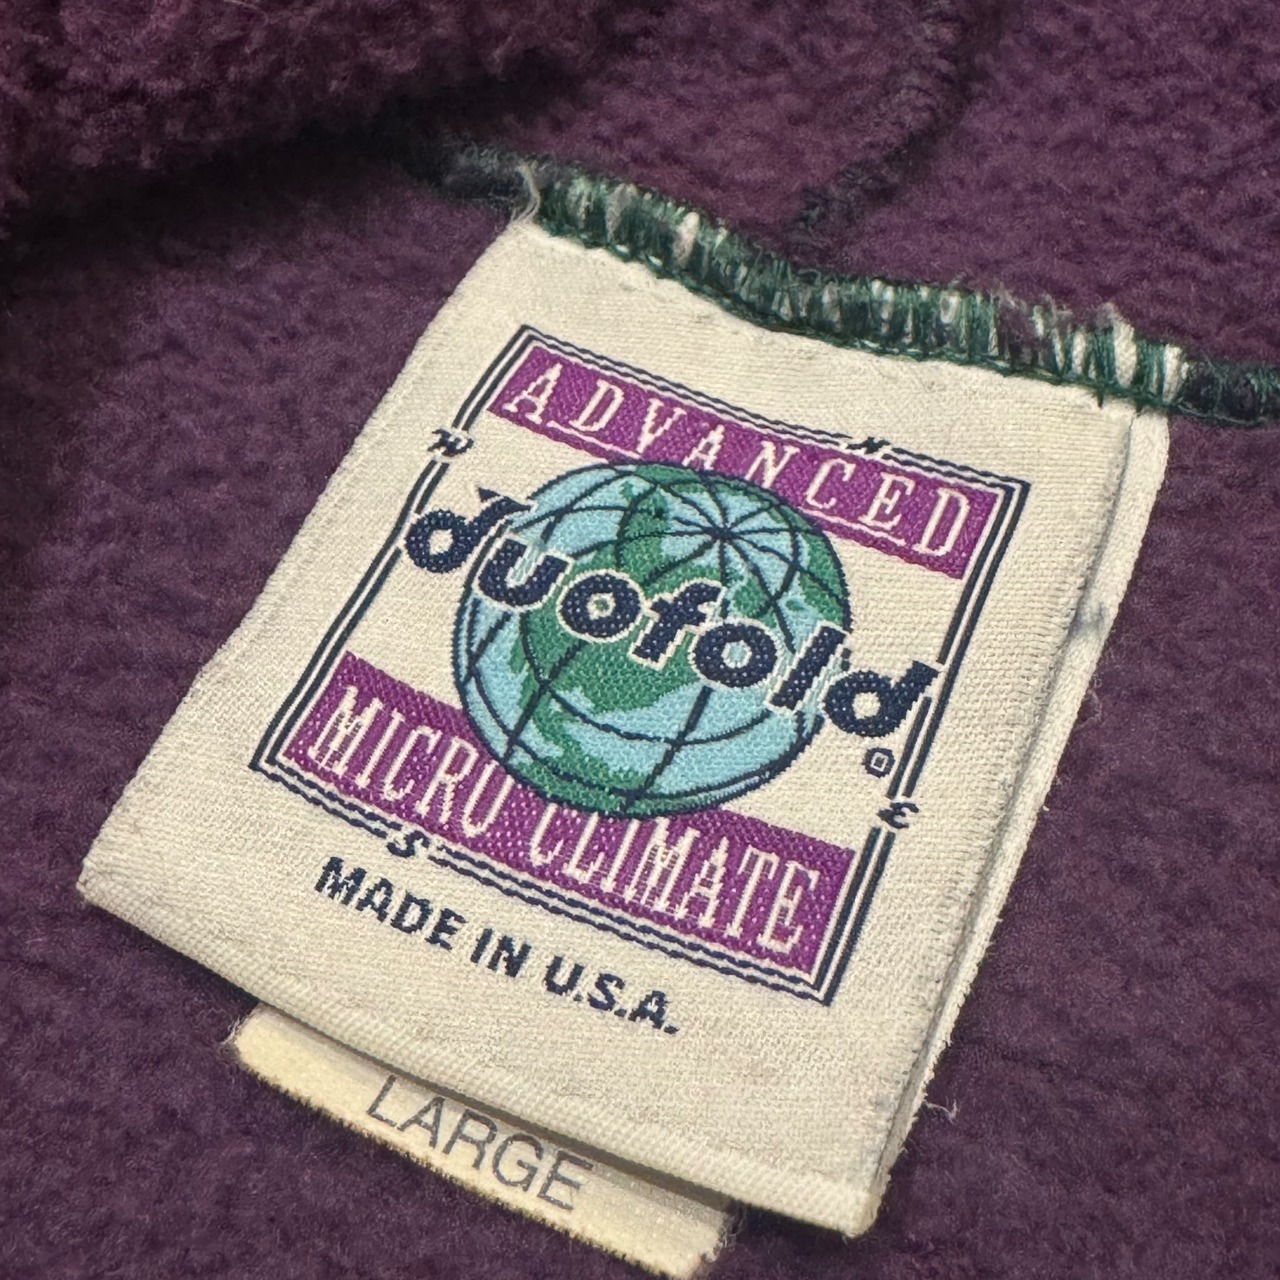 ADVANCED
N
W
duofold
®
E
MICRO CLIMATE
S
MADE IN U.S.A.
LARGE